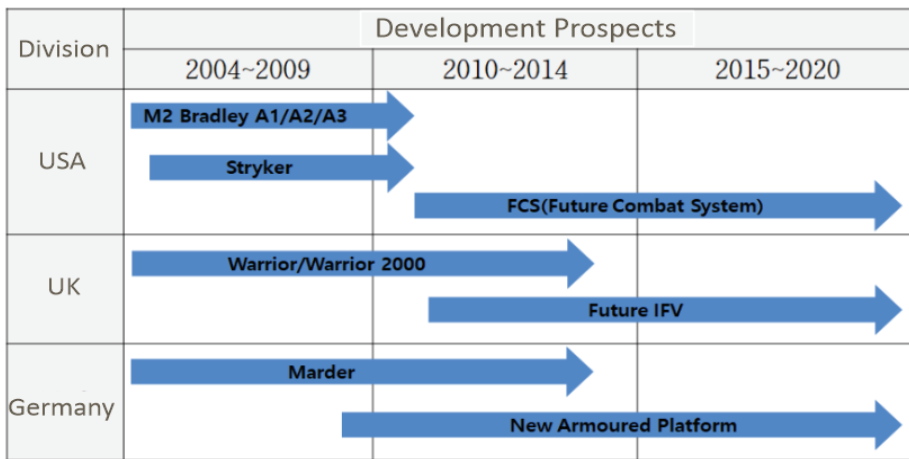 Division
Development Prospects
2004~2009
2010~2014
2015~2020
USA
M2 Bradley A1/A2/A3
Stryker
FCS(Future Combat System)
UK
Warrior/Warrior 2000
Future IFV
Germany
Marder
New Armoured Platform